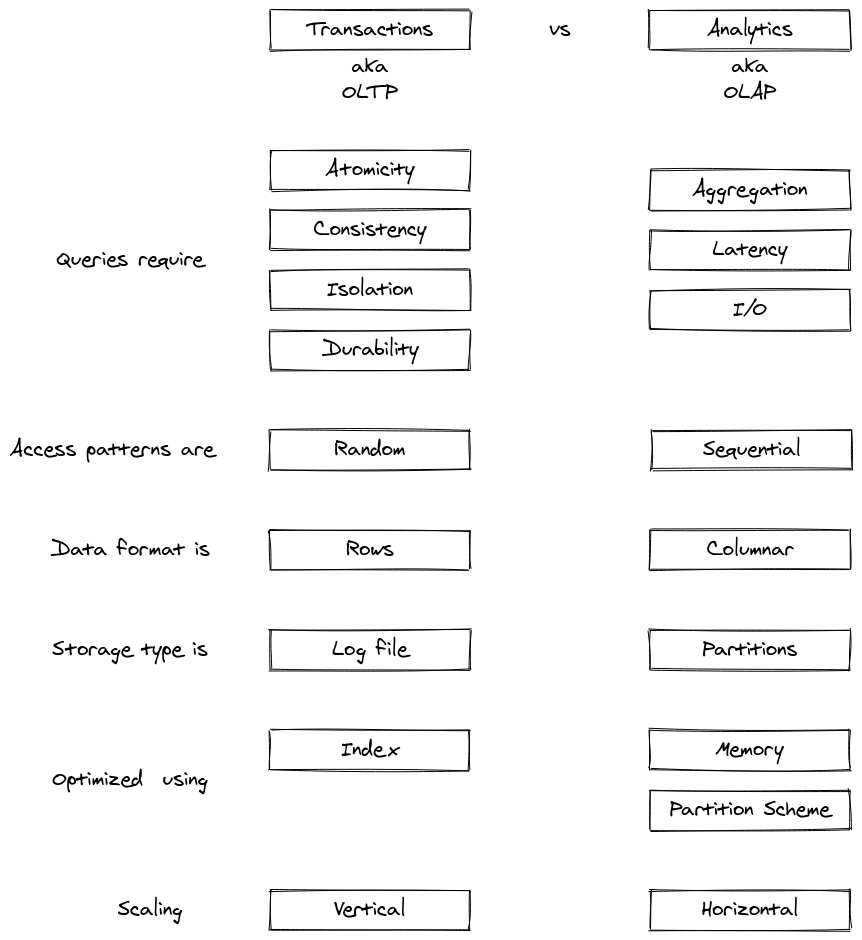 Transactions vs Analytics
aka aka
OLTP OLAP
Atomicity
Aggregation
Consistency
Latency
Queries require
Isolation
I/O
Durability
Access patterns are Random Sequential
Data format is Rows Columnar
Storage type is Log file Partitions
Index Memory
Optimized using
Partition Scheme
Scaling Vertical Horizontal